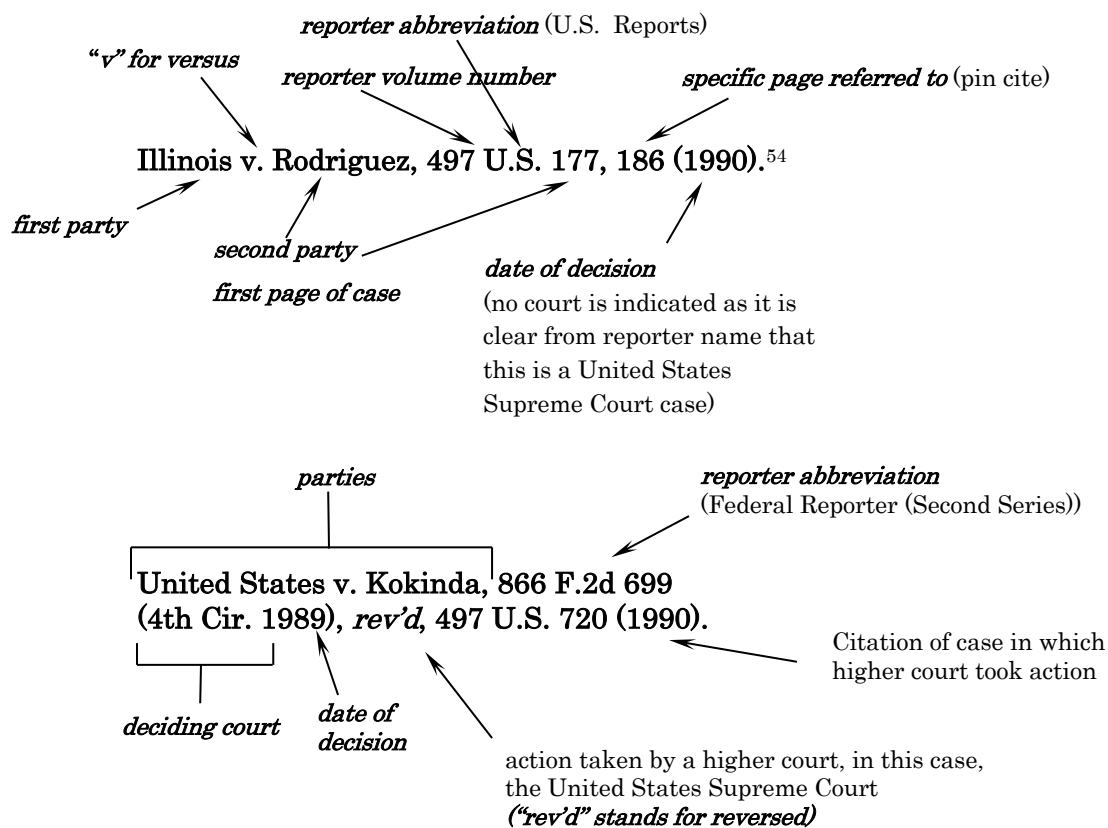 reporter abbreviation (U.S. Reports)
“v” for versus
reporter volume number
specific page referred to (pin cite)
Illinois v. Rodriguez, 497 U.S. 177, 186 (1990).54
first party
second party
first page of case
date of decision
(no court is indicated as it is
clear from reporter name that
this is a United States
Supreme Court case)
parties
reporter abbreviation
(Federal Reporter (Second Series))
United States v. Kokinda, 866 F.2d 699
(4th Cir. 1989), rev’d, 497 U.S. 720 (1990).
Citation of case in which
higher court took action
deciding court
date of
decision
action taken by a higher court, in this case,
the United States Supreme Court
(“rev’d” stands for reversed)